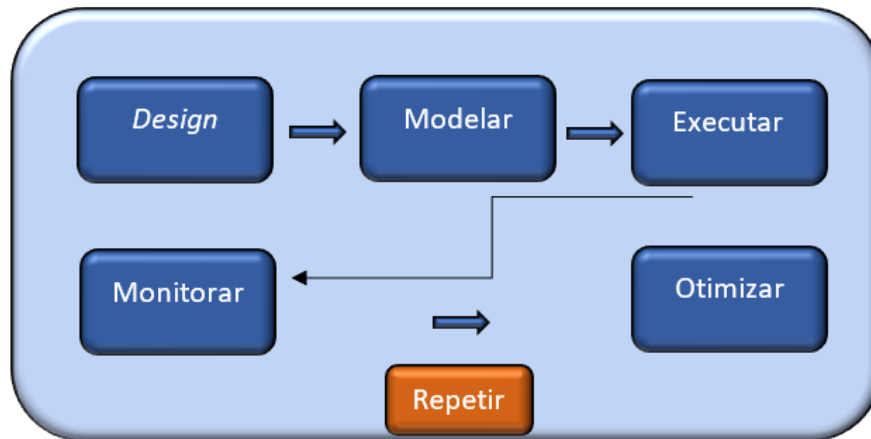 Design
Modelar
Executar
Monitorar
Otimizar
Repetir